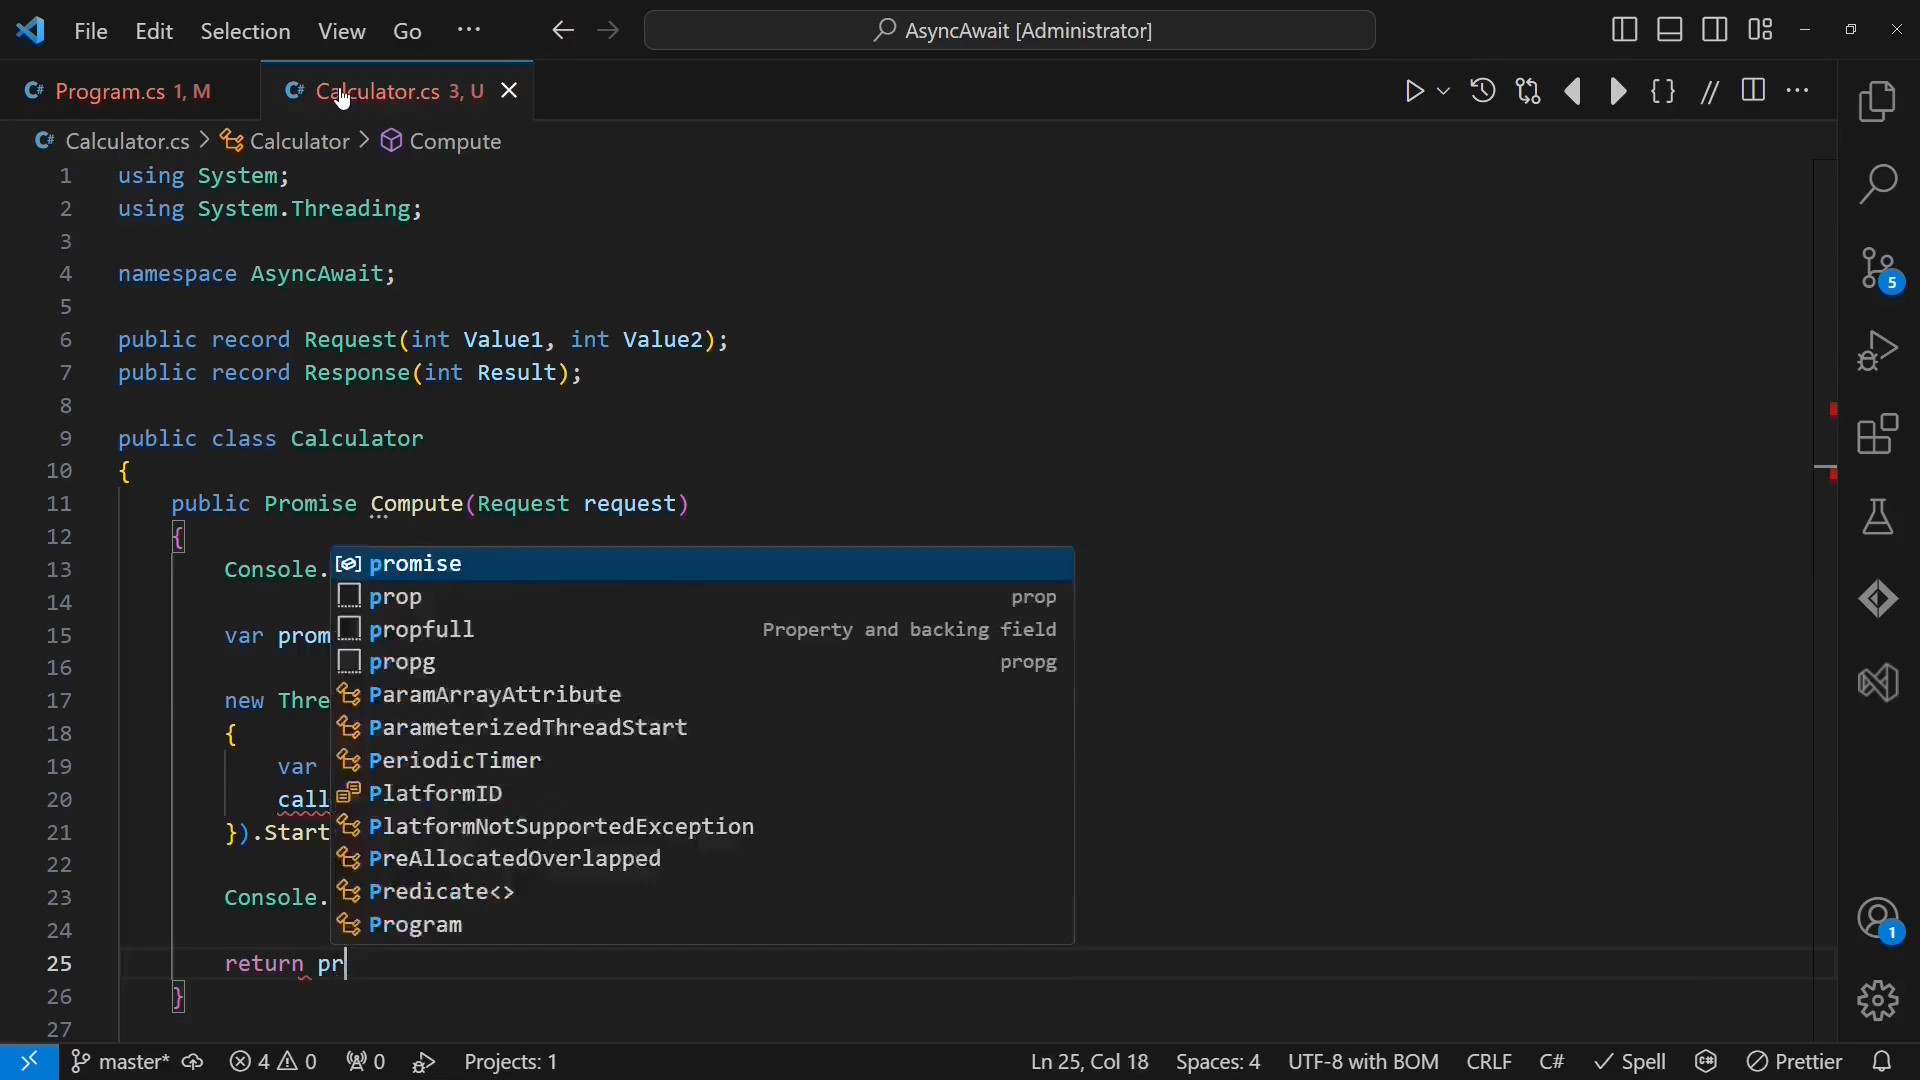 File Edit Selection View Go ··· AsyncAwait [Administrator]
Program.cs 1, M Calculator.cs 3, U
Calculator.cs > Calculator > Compute
1 using System;
2 using System.Threading;
3
4 namespace AsyncAwait;
5
6 public record Request(int Value1, int Value2);
7 public record Response(int Result);
8
9 public class Calculator
10 {
11 public Promise Compute(Request request)
12 {
13 Console.
14
15 var prom
16
17 new Thre
18 {
19 var
20 call
21 }).Start
22
23 Console.
24
25 return pr
26 }
27
promise
prop prop
propfull Property and backing field
propg propg
ParamArrayAttribute
ParameterizedThreadStart
PeriodicTimer
PlatformID
PlatformNotSupportedException
PreAllocatedOverlapped
Predicate<>
Program
5
1
master* 4 0 0 Projects: 1 Ln 25, Col 18 Spaces: 4 UTF-8 with BOM CRLF C# Spell Prettier